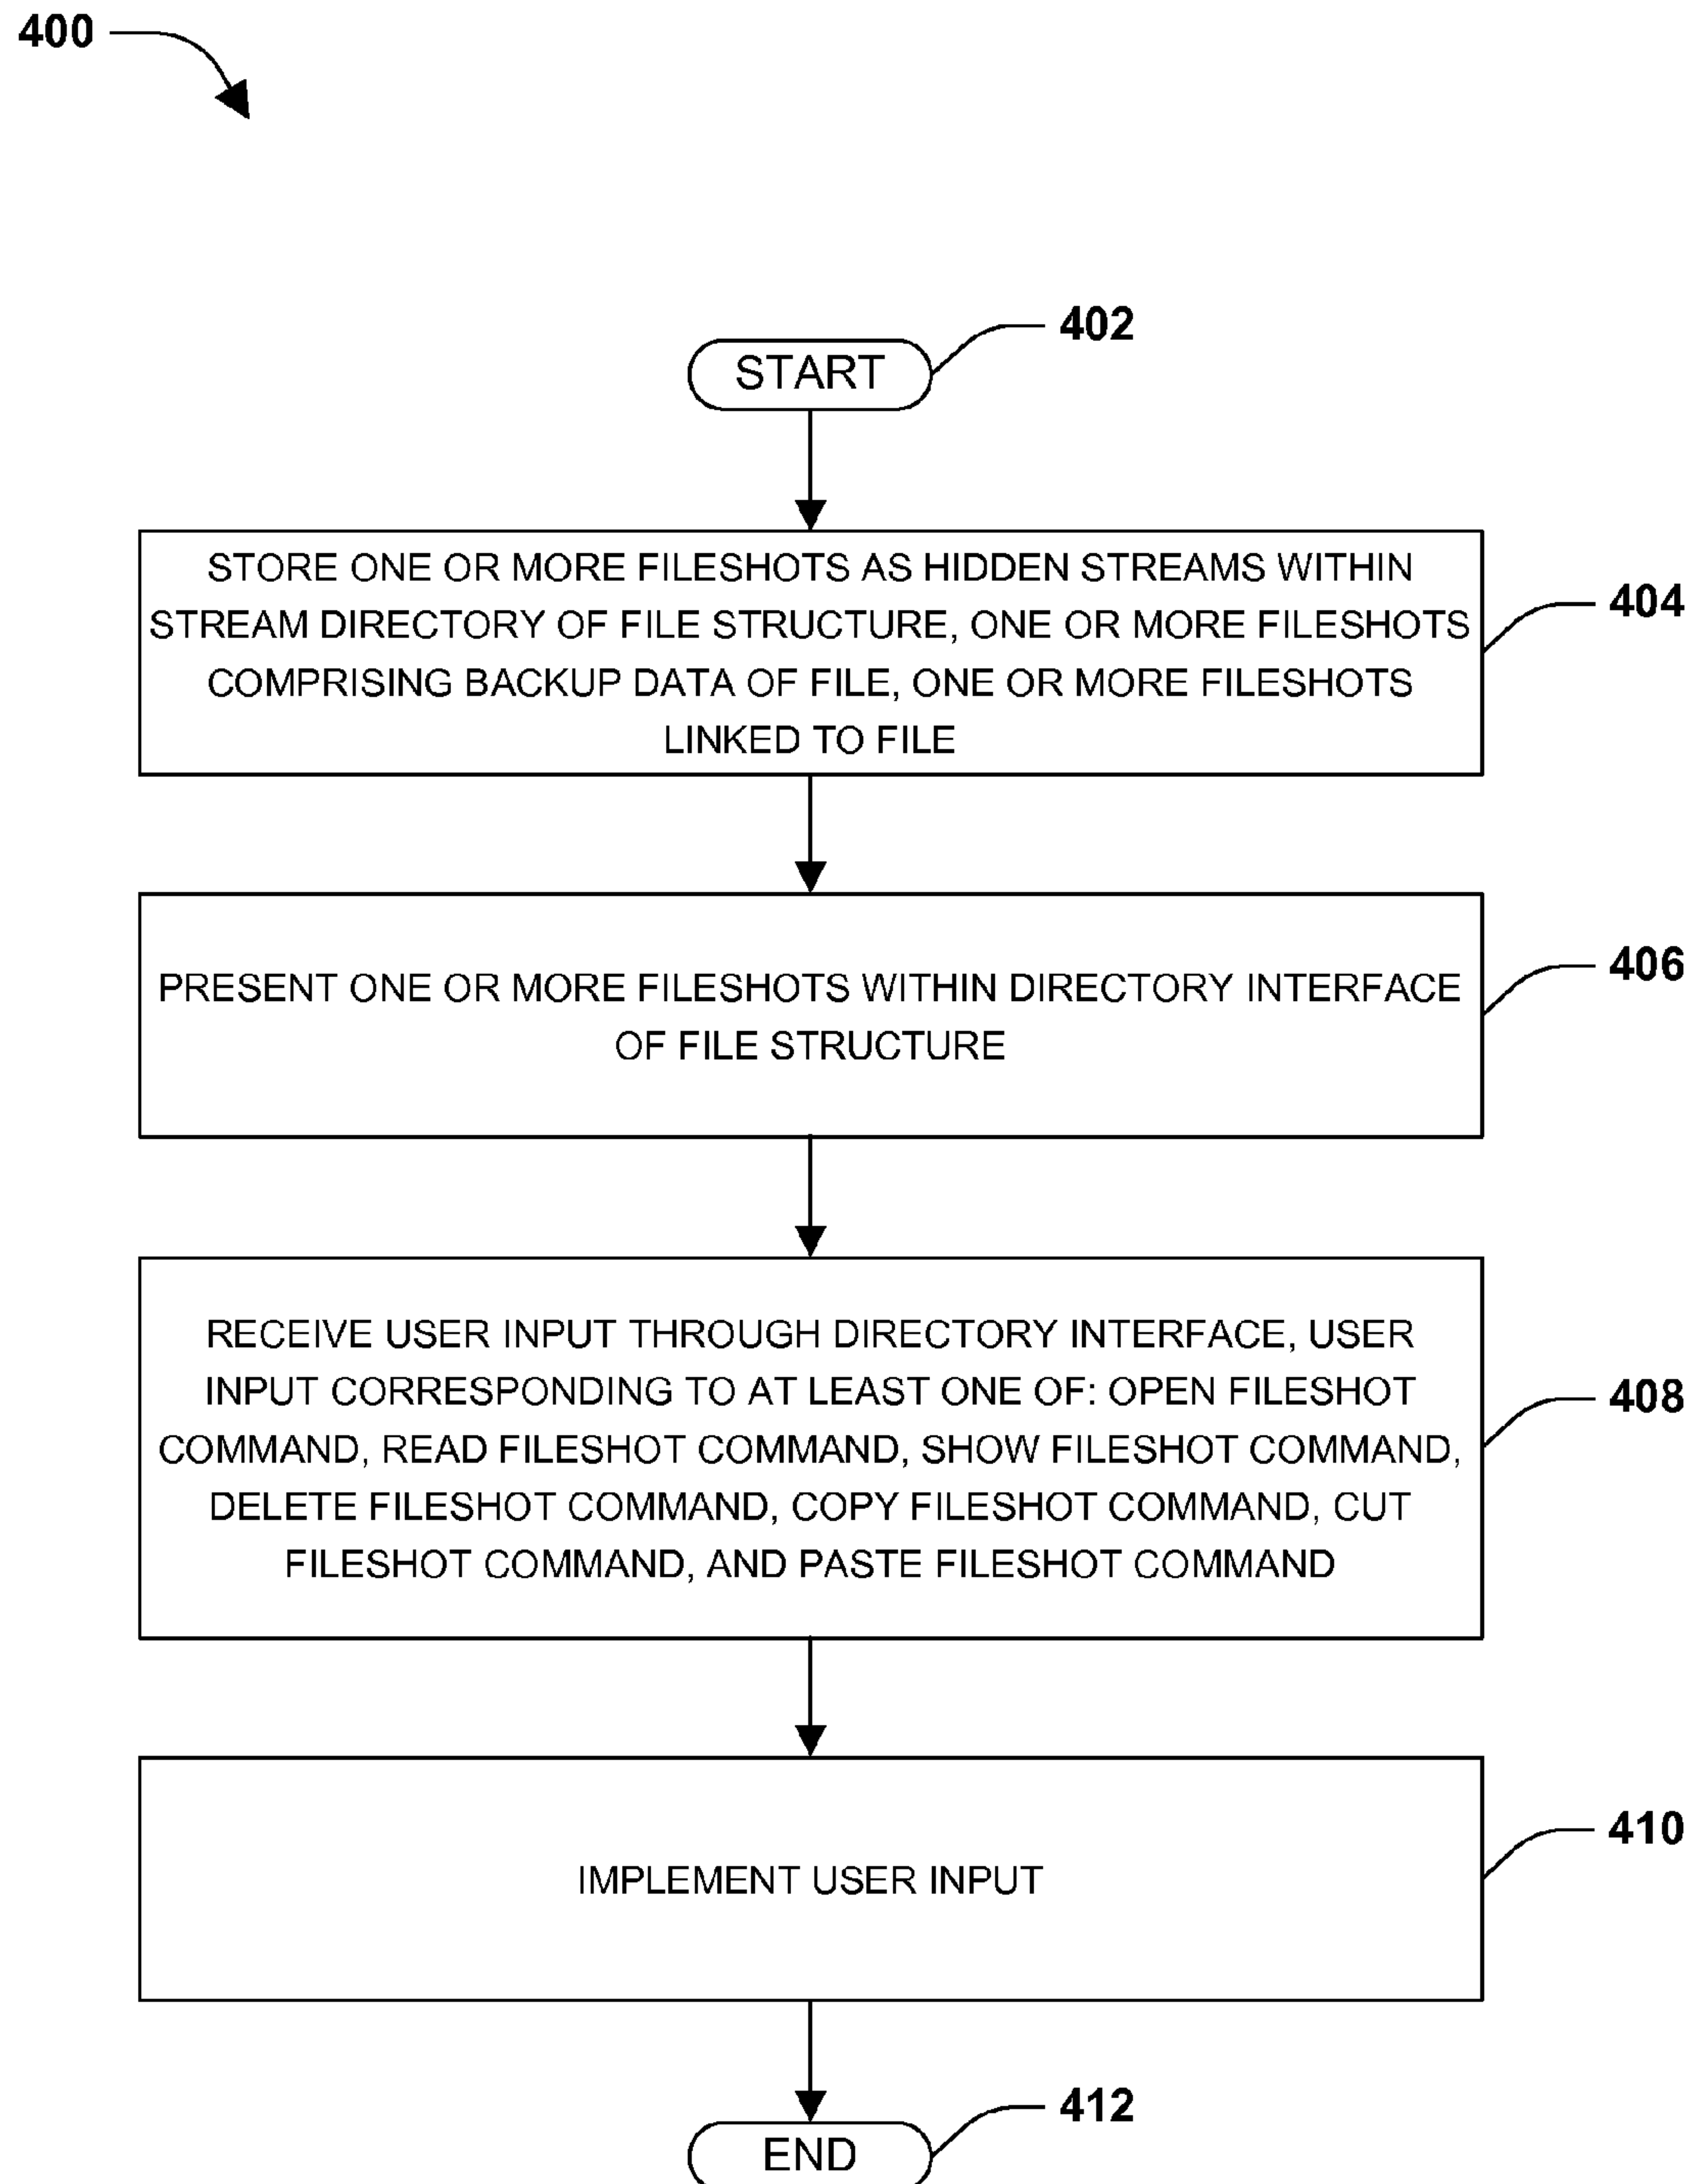 400
402
START
STORE ONE OR MORE FILESHOTS AS HIDDEN STREAMS WITHIN
STREAM DIRECTORY OF FILE STRUCTURE, ONE OR MORE FILESHOTS
COMPRISING BACKUP DATA OF FILE, ONE OR MORE FILESHOTS
LINKED TO FILE
404
PRESENT ONE OR MORE FILESHOTS WITHIN DIRECTORY INTERFACE
OF FILE STRUCTURE
406
RECEIVE USER INPUT THROUGH DIRECTORY INTERFACE, USER
INPUT CORRESPONDING TO AT LEAST ONE OF: OPEN FILESHOT
COMMAND, READ FILESHOT COMMAND, SHOW FILESHOT COMMAND,
DELETE FILESHOT COMMAND, COPY FILESHOT COMMAND, CUT
FILESHOT COMMAND, AND PASTE FILESHOT COMMAND
408
IMPLEMENT USER INPUT
410
412
END